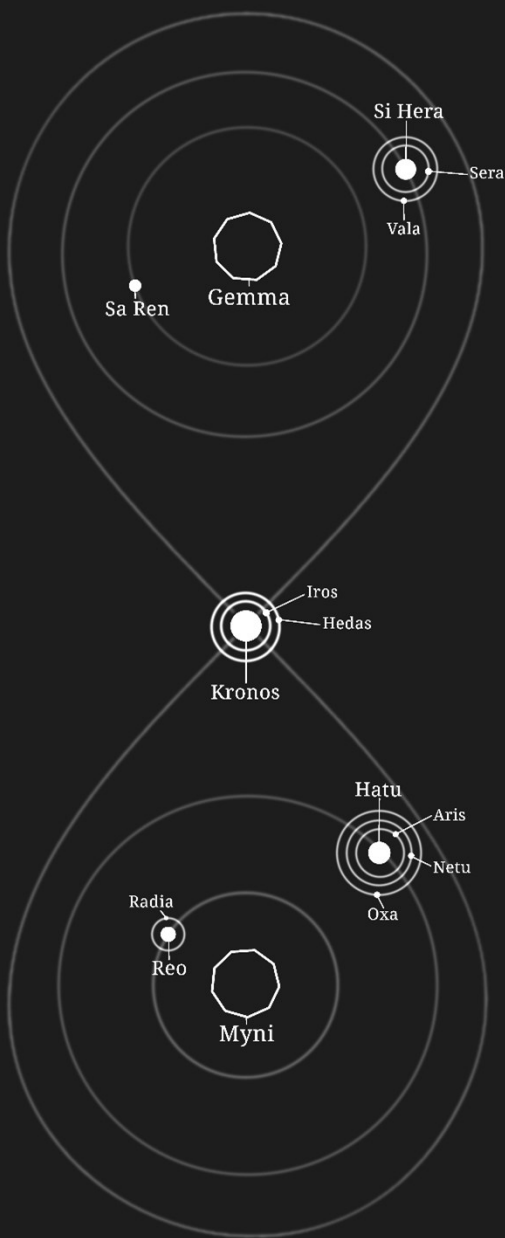 Si Hera
Sera
Vala
Gemma
Sa Ren
Iros
Hedas
Kronos
Hatu
Aris
Netu
Radia
Oxa
Reo
Myni